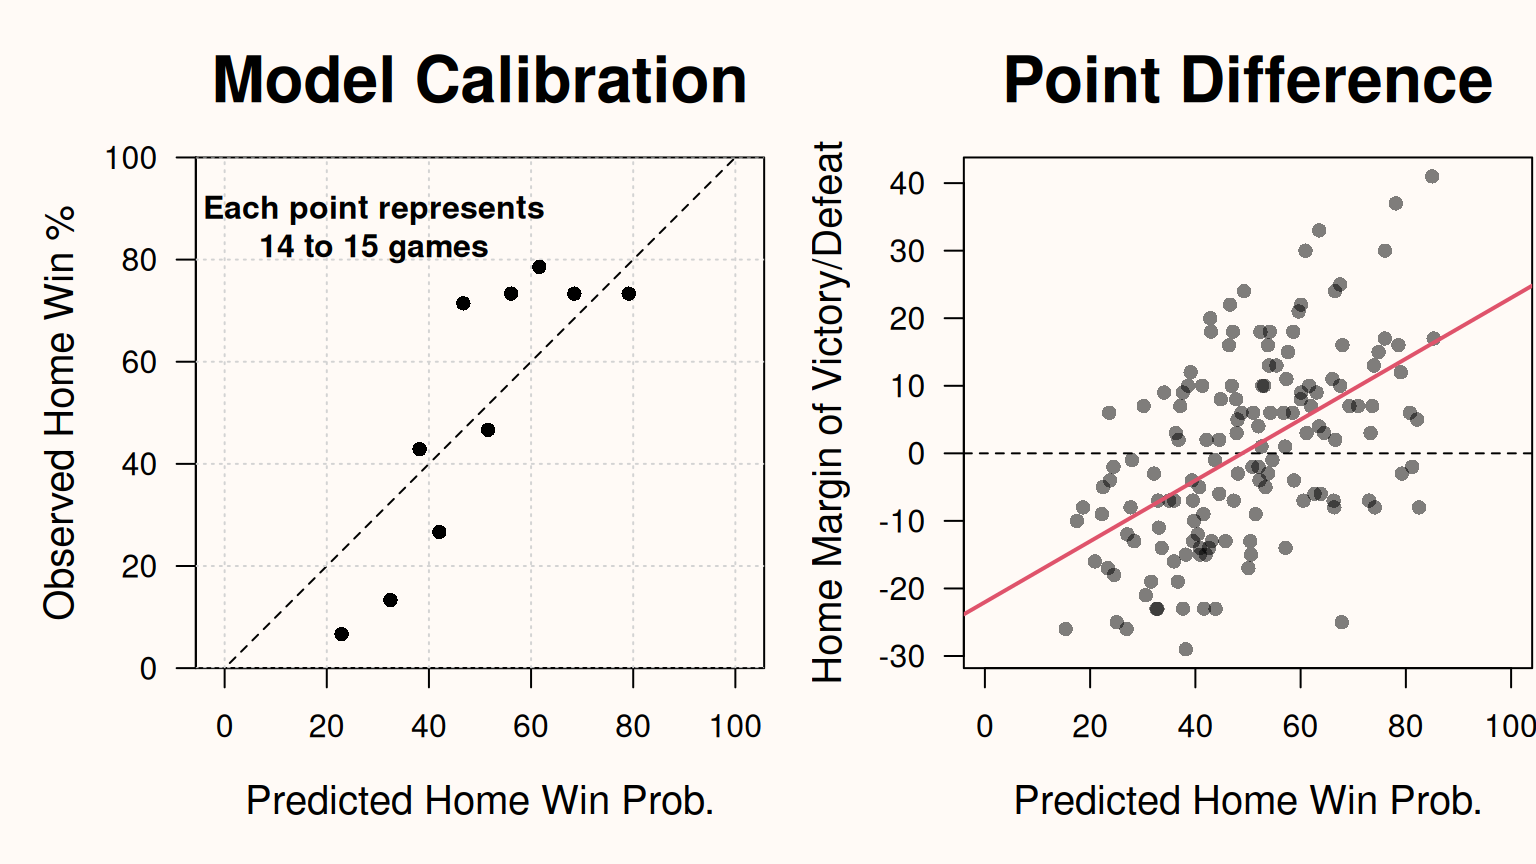 Model Calibration
Each point represents
14 to 15 games
Observed Home Win %
100
80
60
40
20
0
0 20 40 60 80 100
Predicted Home Win Prob.
Point Difference
Home Margin of Victory/Defeat
40
30
20
10
0
-10
-20
-30
0 20 40 60 80 100
Predicted Home Win Prob.